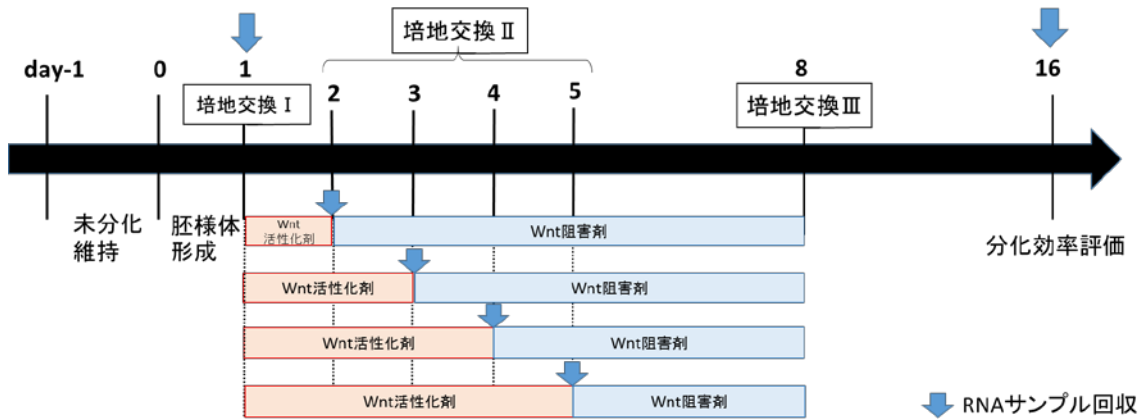 培地交換Ⅱ
day-1
0
1
8
16
培地交換Ⅰ
2
3
4
5
培地交換Ⅲ
未分化
維持
胚様体
形成
Wnt
活性化剤
Wnt阻害剤
分化効率評価
Wnt活性化剤
Wnt阻害剤
Wnt活性化剤
Wnt阻害剤
Wnt活性化剤
Wnt阻害剤
RNAサンプル回収